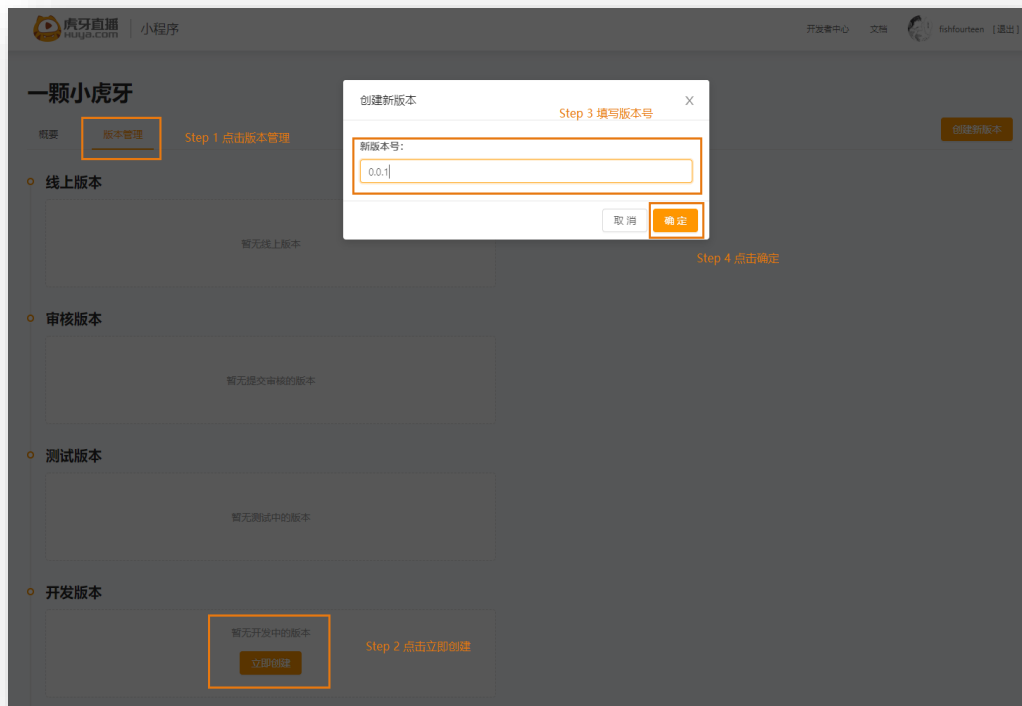 虎牙直播
HUYA.com
小程序
开发者中心
文档
fishfourteen
[退出]
一颗小虎牙
创建新版本
X
Step 3 填写版本号
概要
版本管理
Step 1 点击版本管理
创建新版本
新版本号:
0.0.1
线上版本
取消
确定
暂无线上版本
Step 4 点击确定
审核版本
暂无提交审核的版本
测试版本
暂无测试中的版本
开发版本
暂无开发中的版本
Step 2 点击立即创建
立即创建